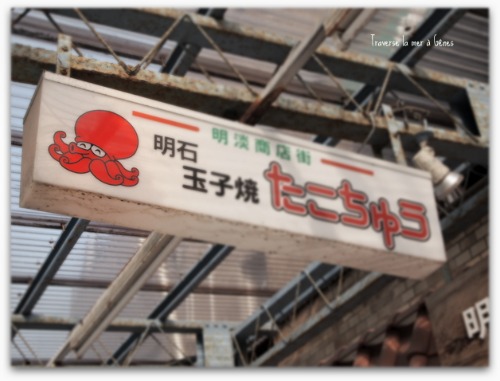 Traverse la mer à Gênes
明淡商店街
明石
玉子焼
たこちゅう
明